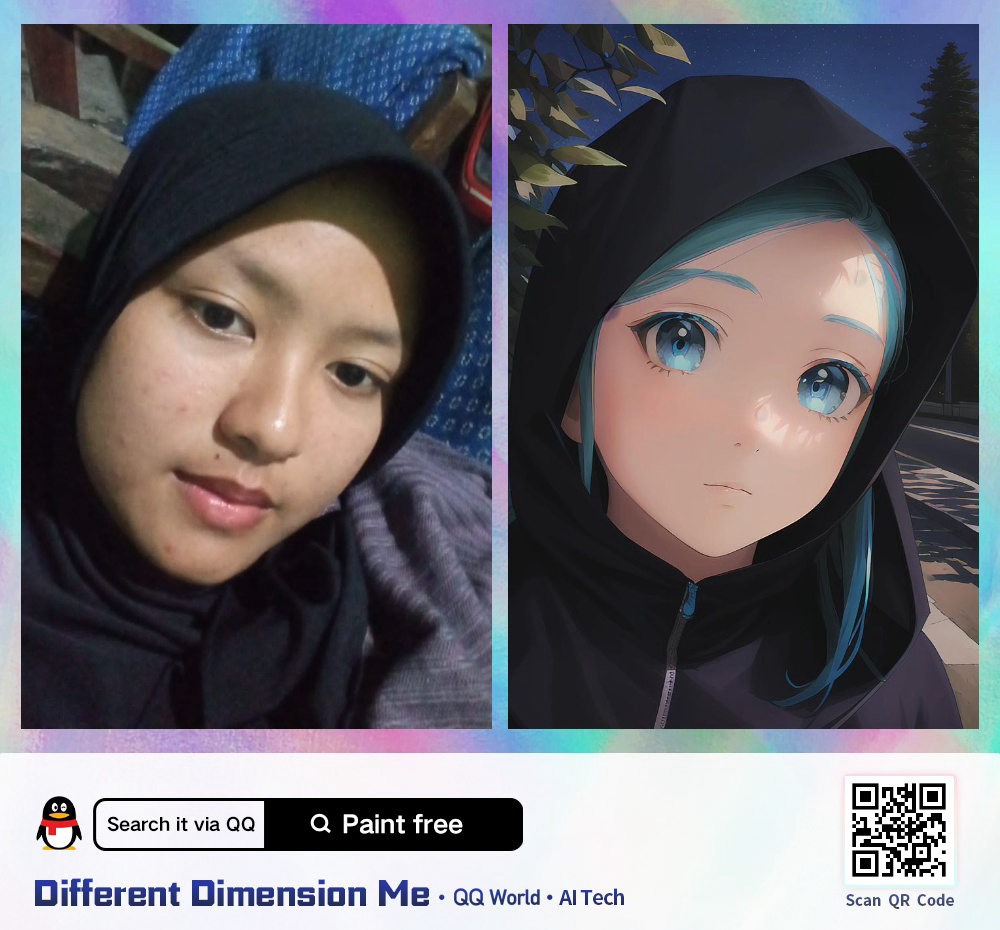 Search it via QQ
Paint free
Different Dimension Me · QQ World · AI Tech
Scan QR Code